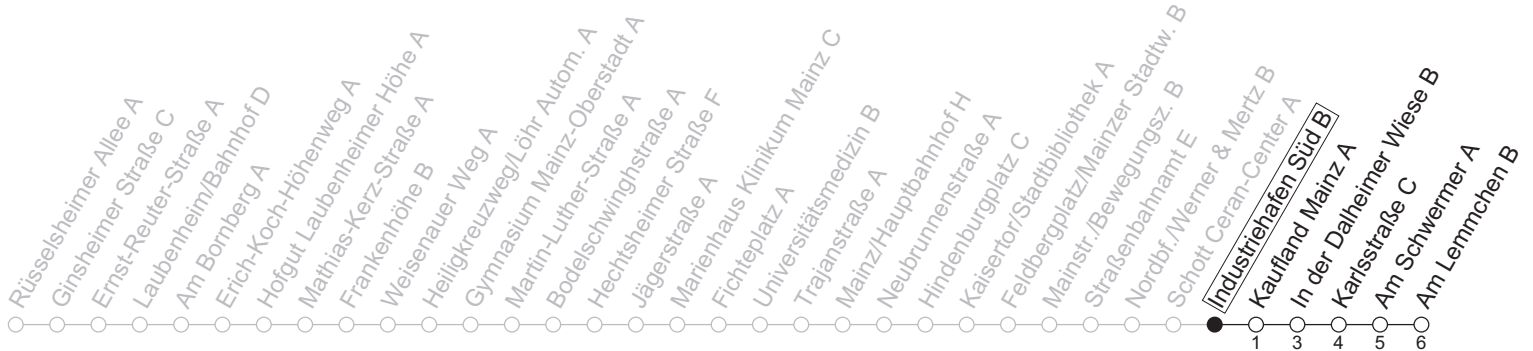 Rüsselsheimer Allee A
Ginsheimer Straße C
Ernst-Reuter-Straße A
Laubenheim/Bahnhof D
Am Bornberg A
Erich-Koch-Höhenweg A
Hofgut Laubenheimer Höhe A
Mathias-Kerz-Straße A
Frankenhöhe B
Weisenauer Weg A
Heiligkreuzweg/Löhr Autom. A
Gymnasium Mainz-Oberstadt A
Martin-Luther-Straße A
Bodelschwinghstraße A
Hechtsheimer Straße F
Jägerstraße A
Marienhaus Klinikum Mainz C
Fichteplatz A
Universitätsmedizin B
Trajanstraße A
Mainz/Hauptbahnhof H
Neubrunnenstraße A
Hindenburgplatz C
Kaisertor/Stadtbibliothek A
Feldbergplatz/Mainzer Stadtw. B
Mainstr./Bewegungsz. B
Straßenbahnamt E
Nordbf./Werner & Mertz B
Schott Ceran-Center A
Industriehafen Süd B
Kaufland Mainz A
In der Dalheimer Wiese B
Karlsstraße C
Am Schwermer A
Am Lemmchen B
1 3 4 5 6